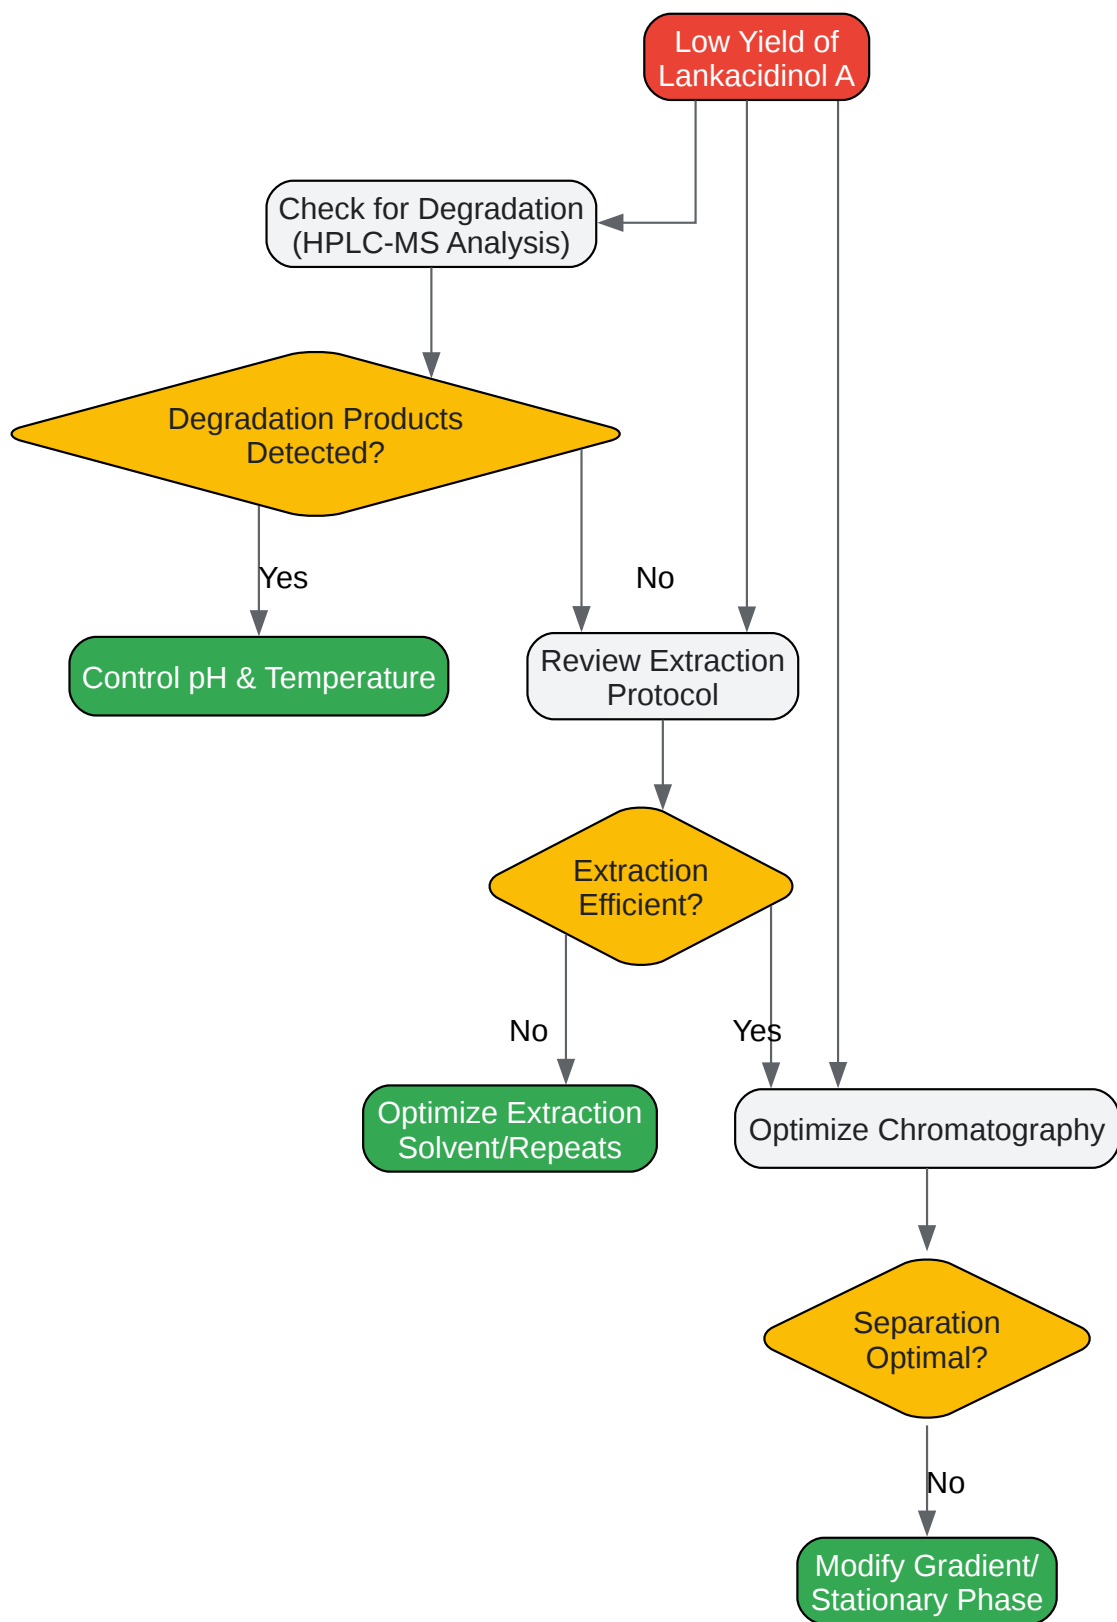 Low Yield of
Lankacidinol A
Check for Degradation
(HPLC-MS Analysis)
Degradation Products
Detected?
Yes
No
Control pH & Temperature
Review Extraction
Protocol
Extraction
Efficient?
No
Yes
Optimize Extraction
Solvent/Repeats
Optimize Chromatography
Separation
Optimal?
No
Modify Gradient/
Stationary Phase